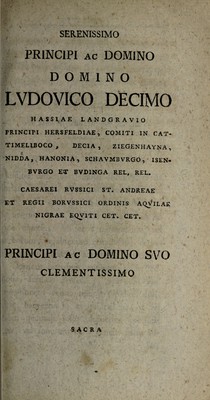 SERENISSIMO
PRINCIPI AC DOMINO
DOMINO
LVDOVICO DECIMO
HASSIAE LANDGRAVIO
PRINCIPI HERSFELDIAE, COMITI IN CAT-
TIMELIBOCO, DECIA, ZIEGENHAYNA,
NIDDA, HANONIA, SCHAVMBVRGO, ISEN-
BVRGO ET BVDINGA REL. REL.
CAESAREI RVSSICI ST. ANDREAE
ET REGII BORVSSICI ORDINIS AQVILAE
NIGRAE EQVITI CET. CET.
PRINCIPI AC DOMINO SVO
CLEMENTISSIMO
SACRA